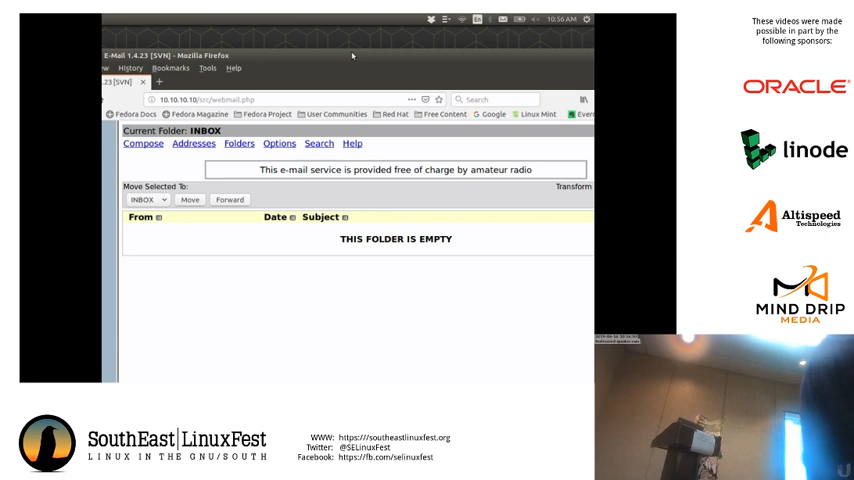 10:56 AM
En
E-Mail 1.4.23 [SVN] - Mozilla Firefox
History Bookmarks Tools Help
.23 [SVN]
10.10.10.10/src/webmail.php
Search
Fedora Docs Fedora Magazine Fedora Project User Communities Red Hat Free Content Google Linux Mint
Current Folder: INBOX
Compose Addresses Folders Options Search Help
This e-mail service is provided free of charge by amateur radio
Move Selected To:
Transform
INBOX Move Forward
From Date Subject
THIS FOLDER IS EMPTY
These videos were made
possible in part by the
following sponsors:
ORACLE
linode
Altispeed
Technologies
MIND DRIP
MEDIA
SouthEast|LinuxFest
LINUX IN THE GNU/SOUTH
WWW: https://southeastlinuxfest.org
Twitter: @SELinuxFest
Facebook: https://fb.com/selinuxfest